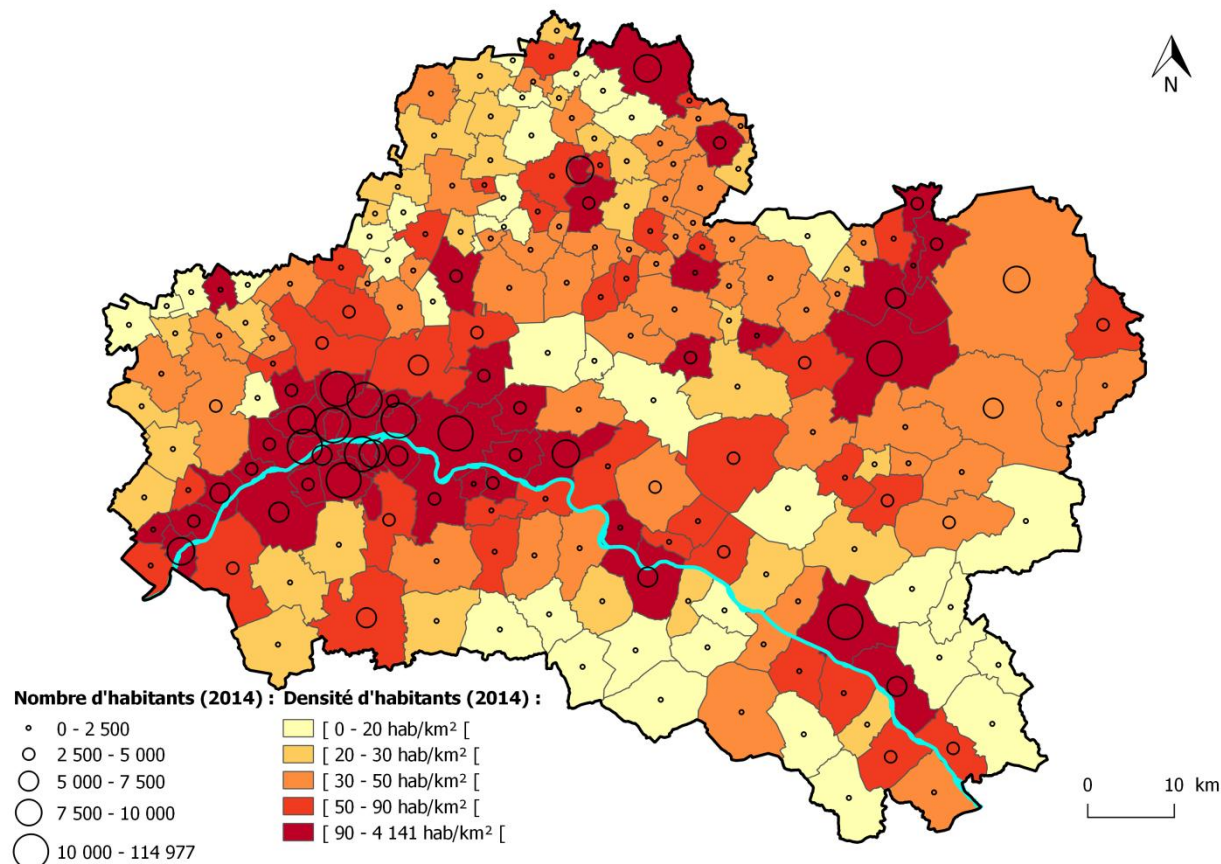 N
Nombre d'habitants (2014) :
0 - 2 500
2 500 - 5 000
5 000 - 7 500
7 500 - 10 000
10 000 - 114 977
Densité d'habitants (2014) :
[ 0 - 20 hab/km² [
[ 20 - 30 hab/km² [
[ 30 - 50 hab/km² [
[ 50 - 90 hab/km² [
[ 90 - 4 141 hab/km² [
0 10 km